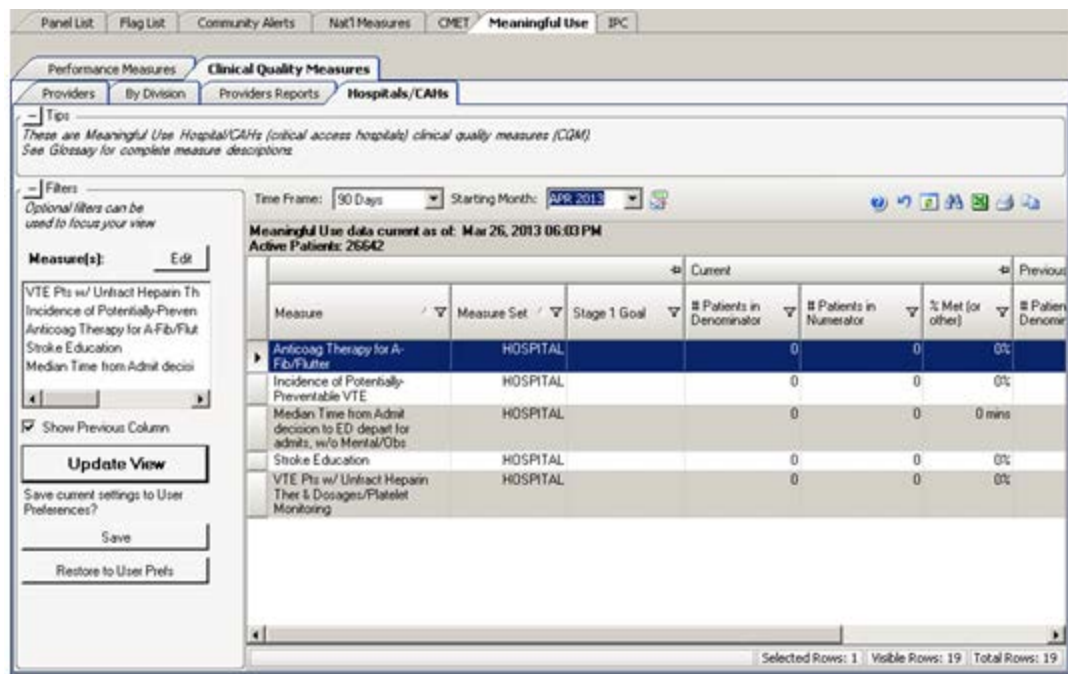 Panel List Flag List Community Alerts Nat'l Measures CMET Meaningful Use IPC
Performance Measures Clinical Quality Measures
Providers By Division Providers Reports Hospitals/CAHs
Tips
These are Meaningful Use Hospital/CAHs (critical access hospitals) clinical quality measures (CQM).
See Glossary for complete measure descriptions.
Filters
Optional filters can be
used to focus your view
Measure(s): Edit
VTE Pts w/ Unfract Heparin Th
Incidence of Potentially-Preven
Anticoag Therapy for A-Fib/Flut
Stroke Education
Median Time from Admit decisi
Show Previous Column
Update View
Save current settings to User
Preferences?
Save
Restore to User Prefs
Time Frame: 90 Days Starting Month: APR 2013
Meaningful Use data current as of: Mar 26, 2013 06:03 PM
Active Patients: 26642
Current Previous
Measure Measure Set Stage 1 Goal # Patients in
Denominator # Patients in
Numerator % Met (or
other) # Patien
Denomin
Anticoag Therapy for A-
Fib/Flutter HOSPITAL 0 0 0%
Incidence of Potentially-
Preventable VTE HOSPITAL 0 0 0%
Median Time from Admit
decision to ED depart for
admits, w/o Mental/Obs HOSPITAL 0 0 0 mins
Stroke Education HOSPITAL 0 0 0%
VTE Pts w/ Unfract Heparin
Ther & Dosages/Platelet
Monitoring HOSPITAL 0 0 0%
Selected Rows: 1 Visible Rows: 19 Total Rows: 19